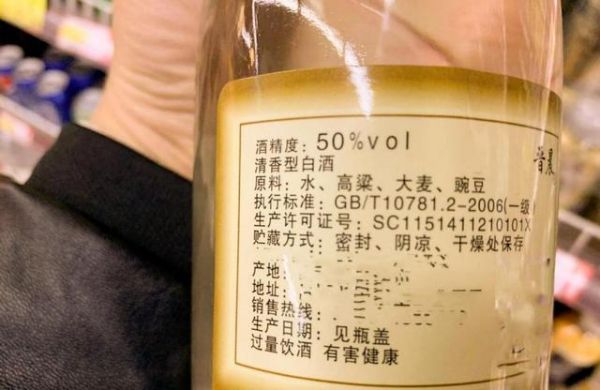 酒精度：50%vol
清香型白酒
原料：水、高粱、大麦、豌豆
执行标准：GB/T10781.2-2006(一级)
生产许可证号：SC1151411210101X
贮藏方式：密封、阴凉、干燥处保存
产地
地址：
销售热线：
生产日期：见瓶盖
过量饮酒 有害健康